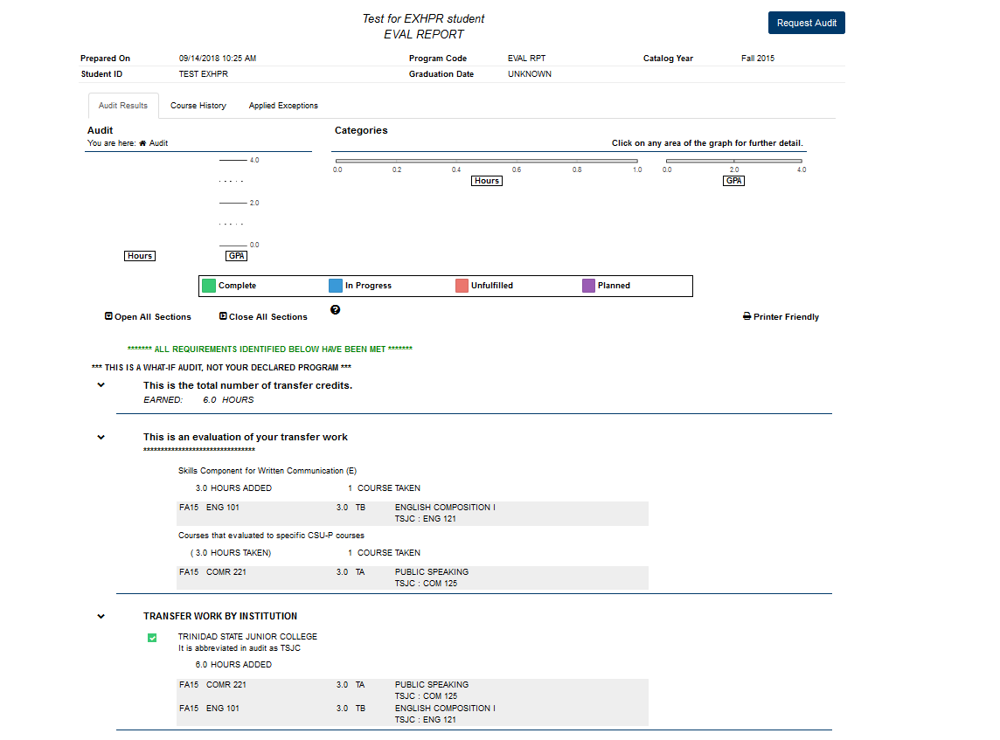 Test for EXHPR student
EVAL REPORT
Request Audit
Prepared On 09/14/2018 10:25 AM Program Code EVAL RPT Catalog Year Fall 2015
Student ID TEST EXHPR Graduation Date UNKNOWN
Audit Results Course History Applied Exceptions
Audit Categories
You are here: Audit Click on any area of the graph for further detail.
4.0
2.0
0.0
Hours GPA
0.0 0.2 0.4 0.6 0.8 1.0 0.0 2.0 4.0
Hours GPA
Complete In Progress Unfulfilled Planned
Open All Sections Close All Sections ? Printer Friendly
******* ALL REQUIREMENTS IDENTIFIED BELOW HAVE BEEN MET *******
*** THIS IS A WHAT-IF AUDIT, NOT YOUR DECLARED PROGRAM ***
This is the total number of transfer credits.
EARNED: 6.0 HOURS
This is an evaluation of your transfer work
********************************
Skills Component for Written Communication (E)
3.0 HOURS ADDED 1 COURSE TAKEN
FA15 ENG 101 3.0 TB ENGLISH COMPOSITION I
TSJC : ENG 121
Courses that evaluated to specific CSU-P courses
( 3.0 HOURS TAKEN) 1 COURSE TAKEN
FA15 COMR 221 3.0 TA PUBLIC SPEAKING
TSJC : COM 125
TRANSFER WORK BY INSTITUTION
TRINIDAD STATE JUNIOR COLLEGE
It is abbreviated in audit as TSJC
6.0 HOURS ADDED
FA15 COMR 221 3.0 TA PUBLIC SPEAKING
TSJC : COM 125
FA15 ENG 101 3.0 TB ENGLISH COMPOSITION I
TSJC : ENG 121